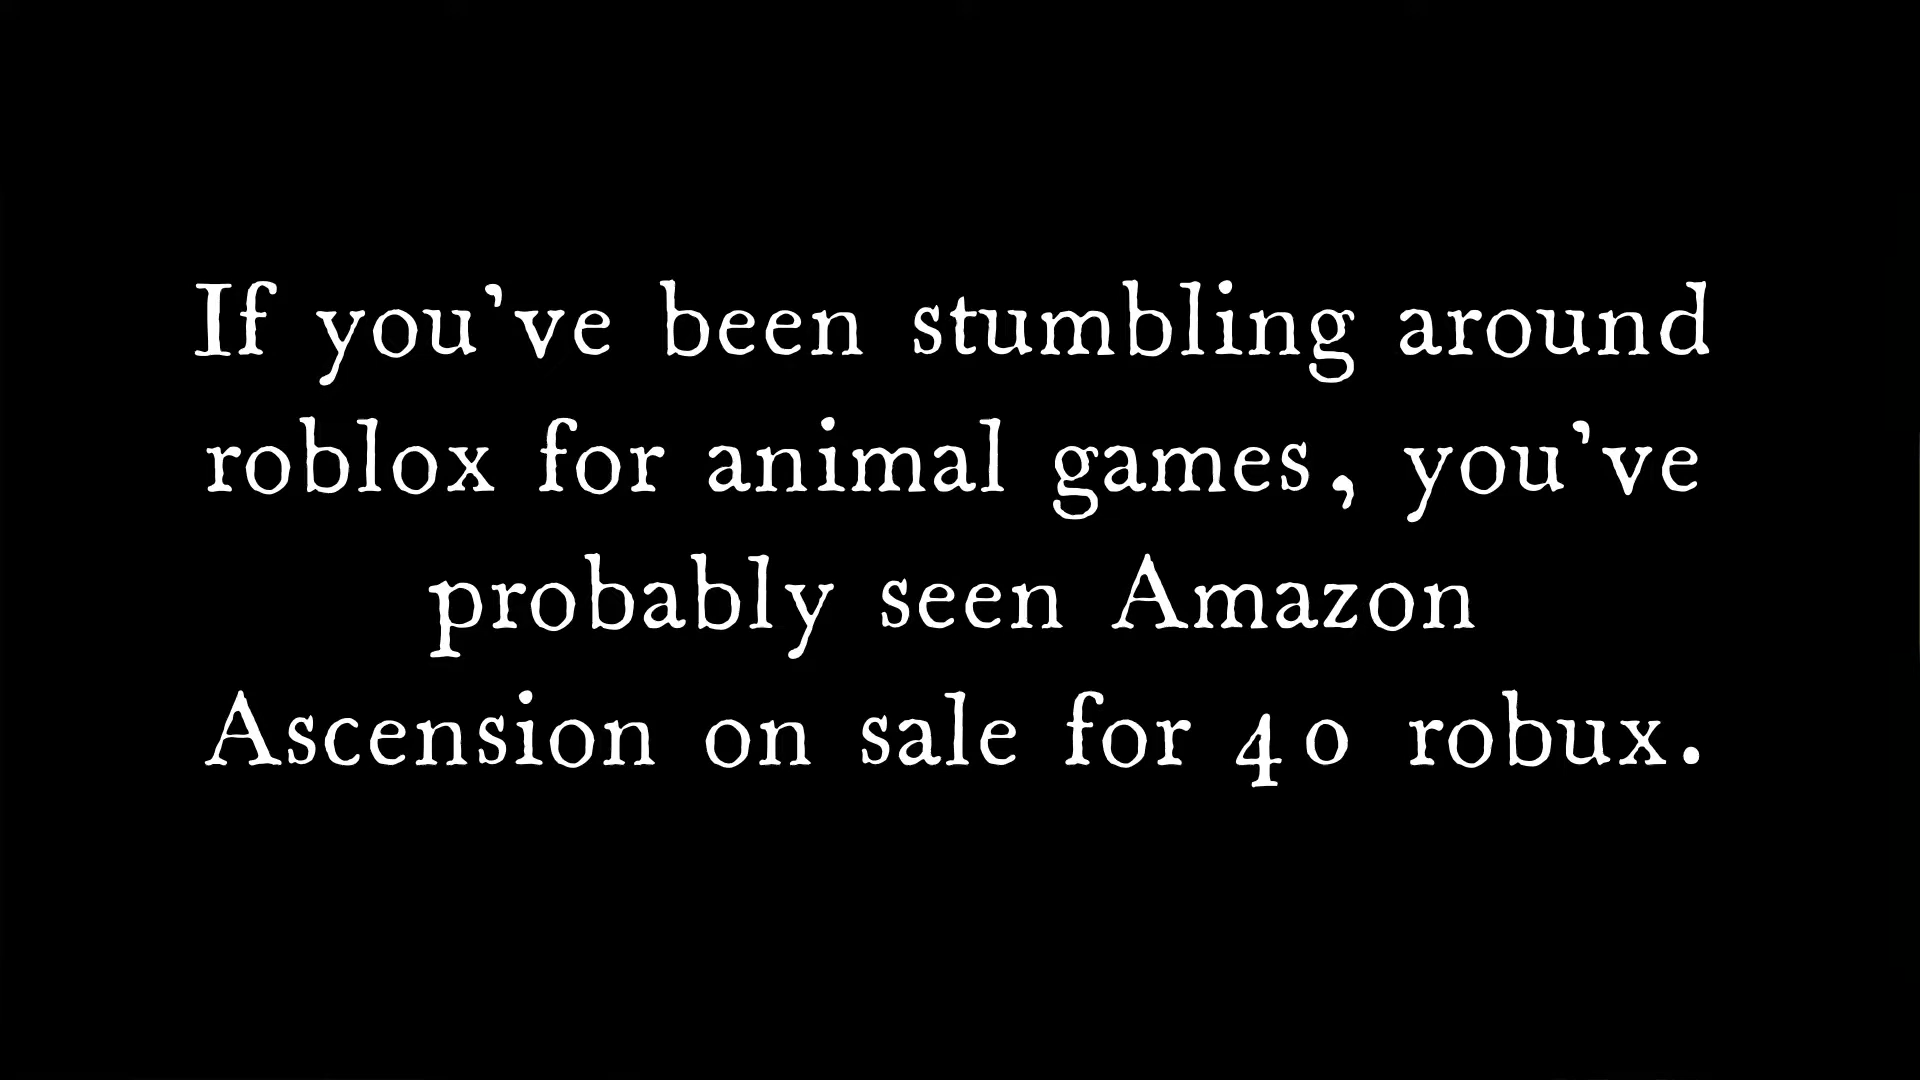 If you've been stumbling around
roblox for animal games, you've
probably seen Amazon
Ascension on sale for 40 robux.